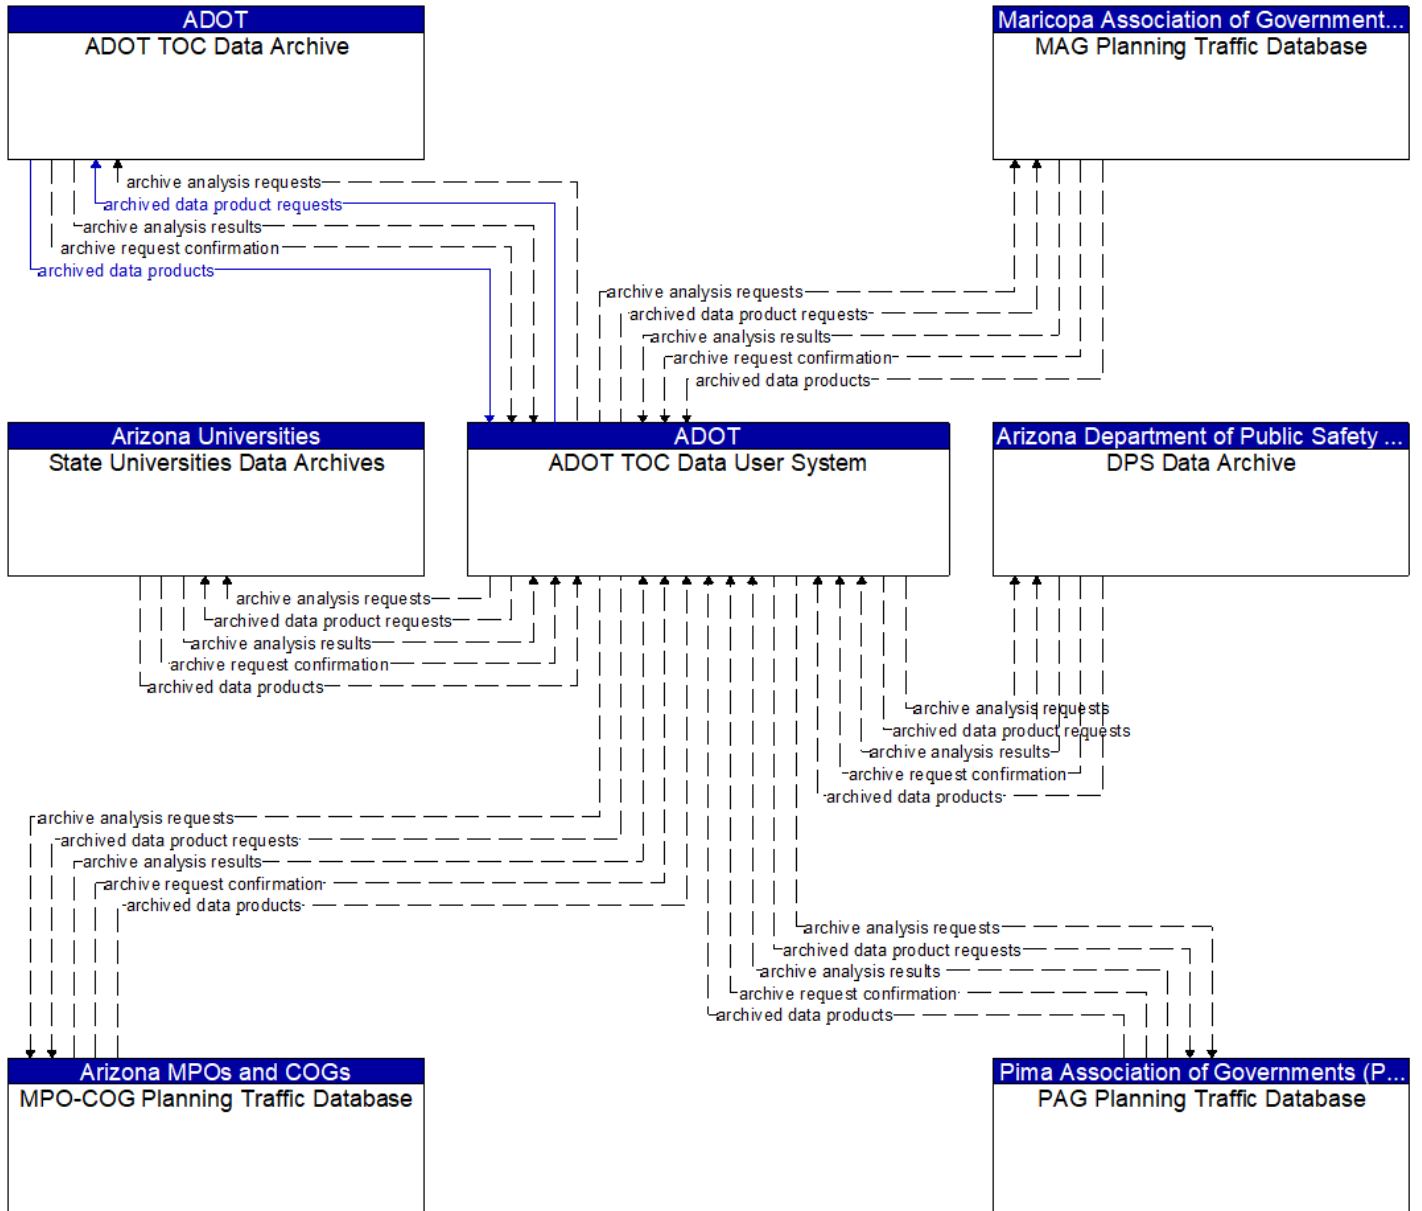 ADOT
ADOT TOC Data Archive
Maricopa Association of Government...
MAG Planning Traffic Database
archive analysis requests
archived data product requests
archive analysis results
archive request confirmation
archived data products
archive analysis requests
archived data product requests
archive analysis results
archive request confirmation
archived data products
Arizona Universities
State Universities Data Archives
ADOT
ADOT TOC Data User System
Arizona Department of Public Safety ...
DPS Data Archive
archive analysis requests
archived data product requests
archive analysis results
archive request confirmation
archived data products
archive analysis requests
archived data product requests
archive analysis results
archive request confirmation
archived data products
archive analysis requests
archived data product requests
archive analysis results
archive request confirmation
archived data products
archive analysis requests
archived data product requests
archive analysis results
archive request confirmation
archived data products
Arizona MPOs and COGs
MPO-COG Planning Traffic Database
Pima Association of Governments (P...
PAG Planning Traffic Database